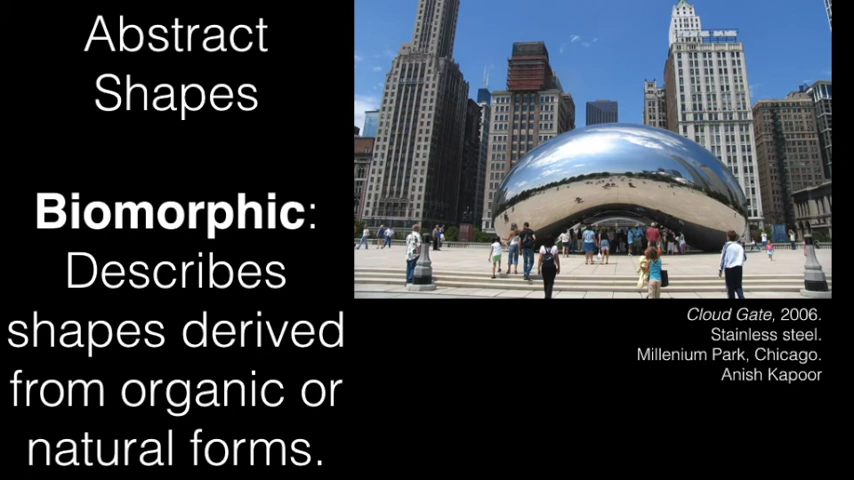 Abstract
Shapes
Biomorphic:
Describes
shapes derived
from organic or
natural forms.
Cloud Gate, 2006.
Stainless steel.
Millenium Park, Chicago.
Anish Kapoor